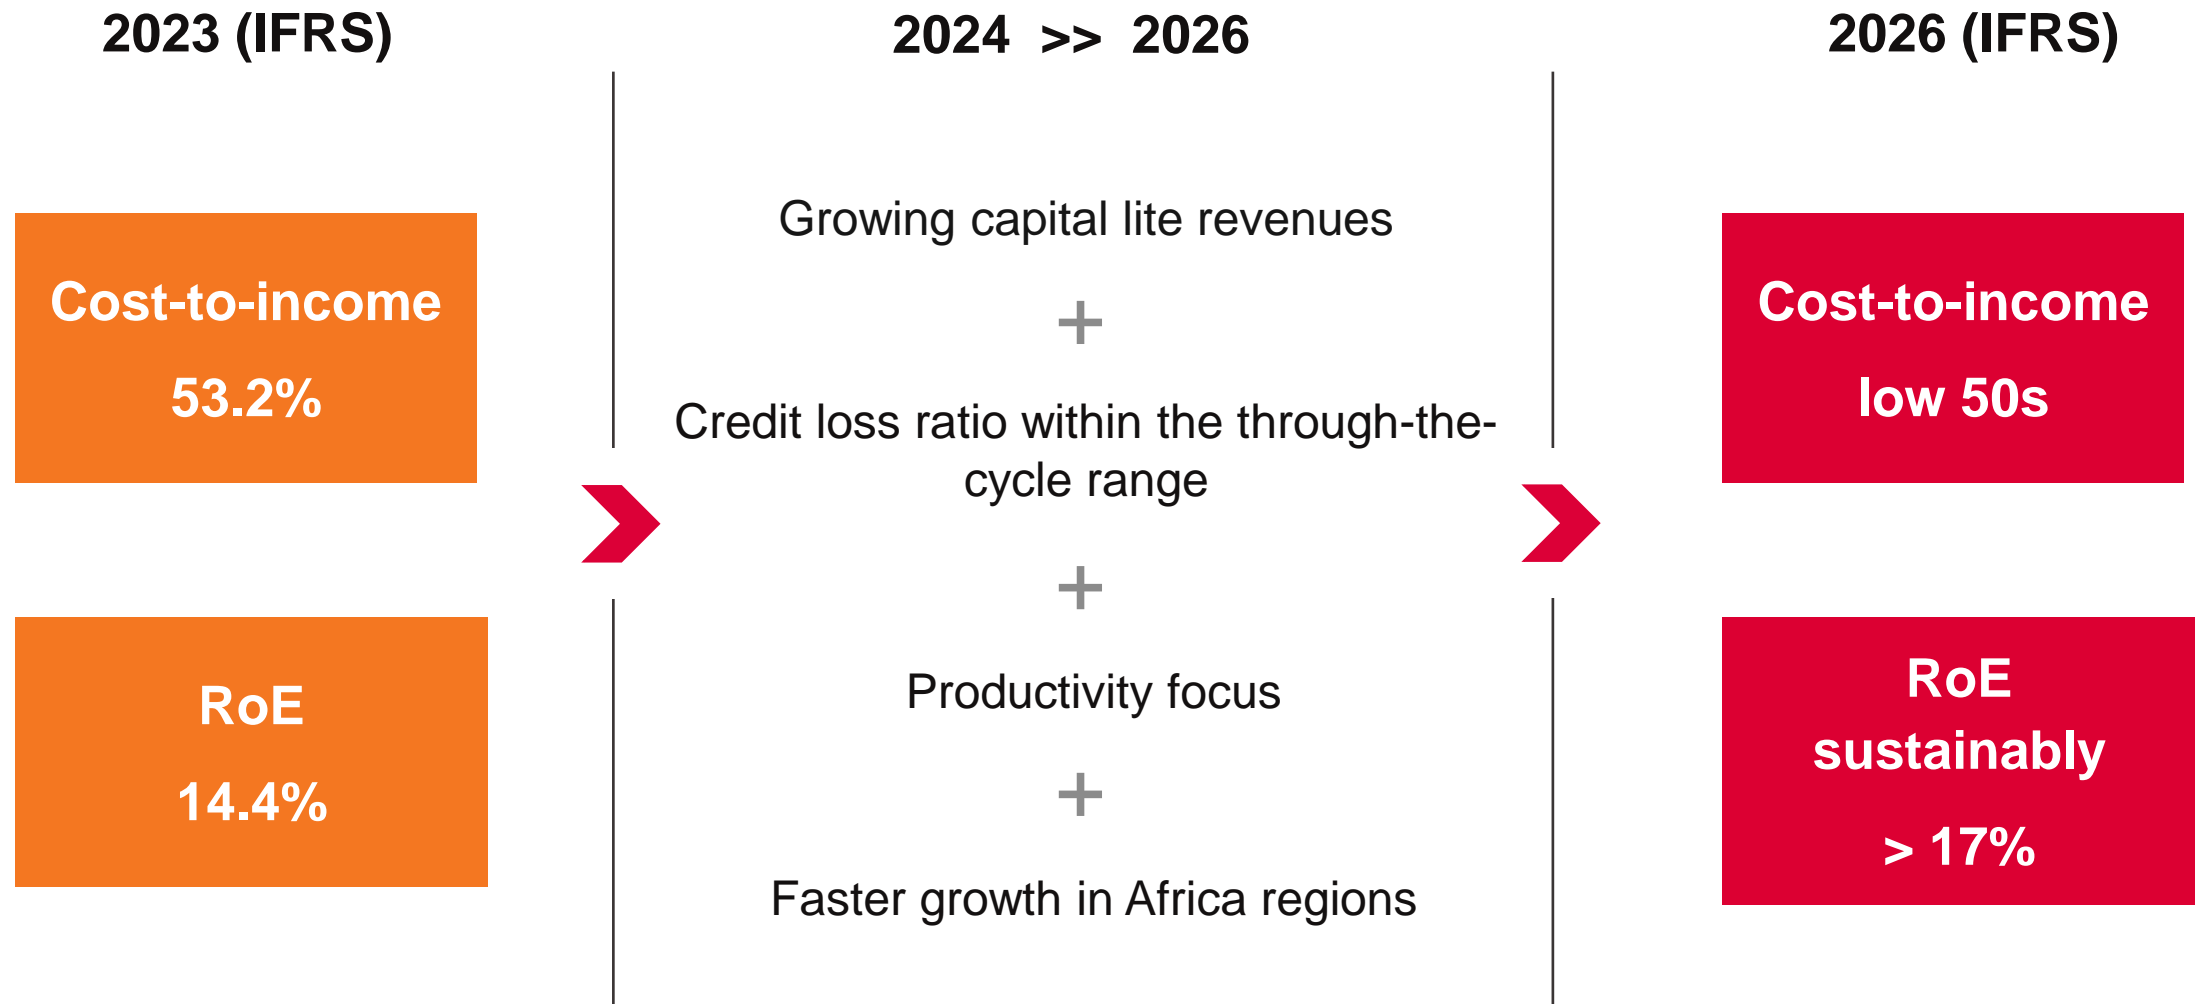 2023 (IFRS)
Cost-to-income
53.2%
RoE
14.4%
2024 >> 2026
Growing capital lite revenues
+
Credit loss ratio within the through-the-
cycle range
+
Productivity focus
+
Faster growth in Africa regions
2026 (IFRS)
Cost-to-income
low 50s
RoE
sustainably
> 17%